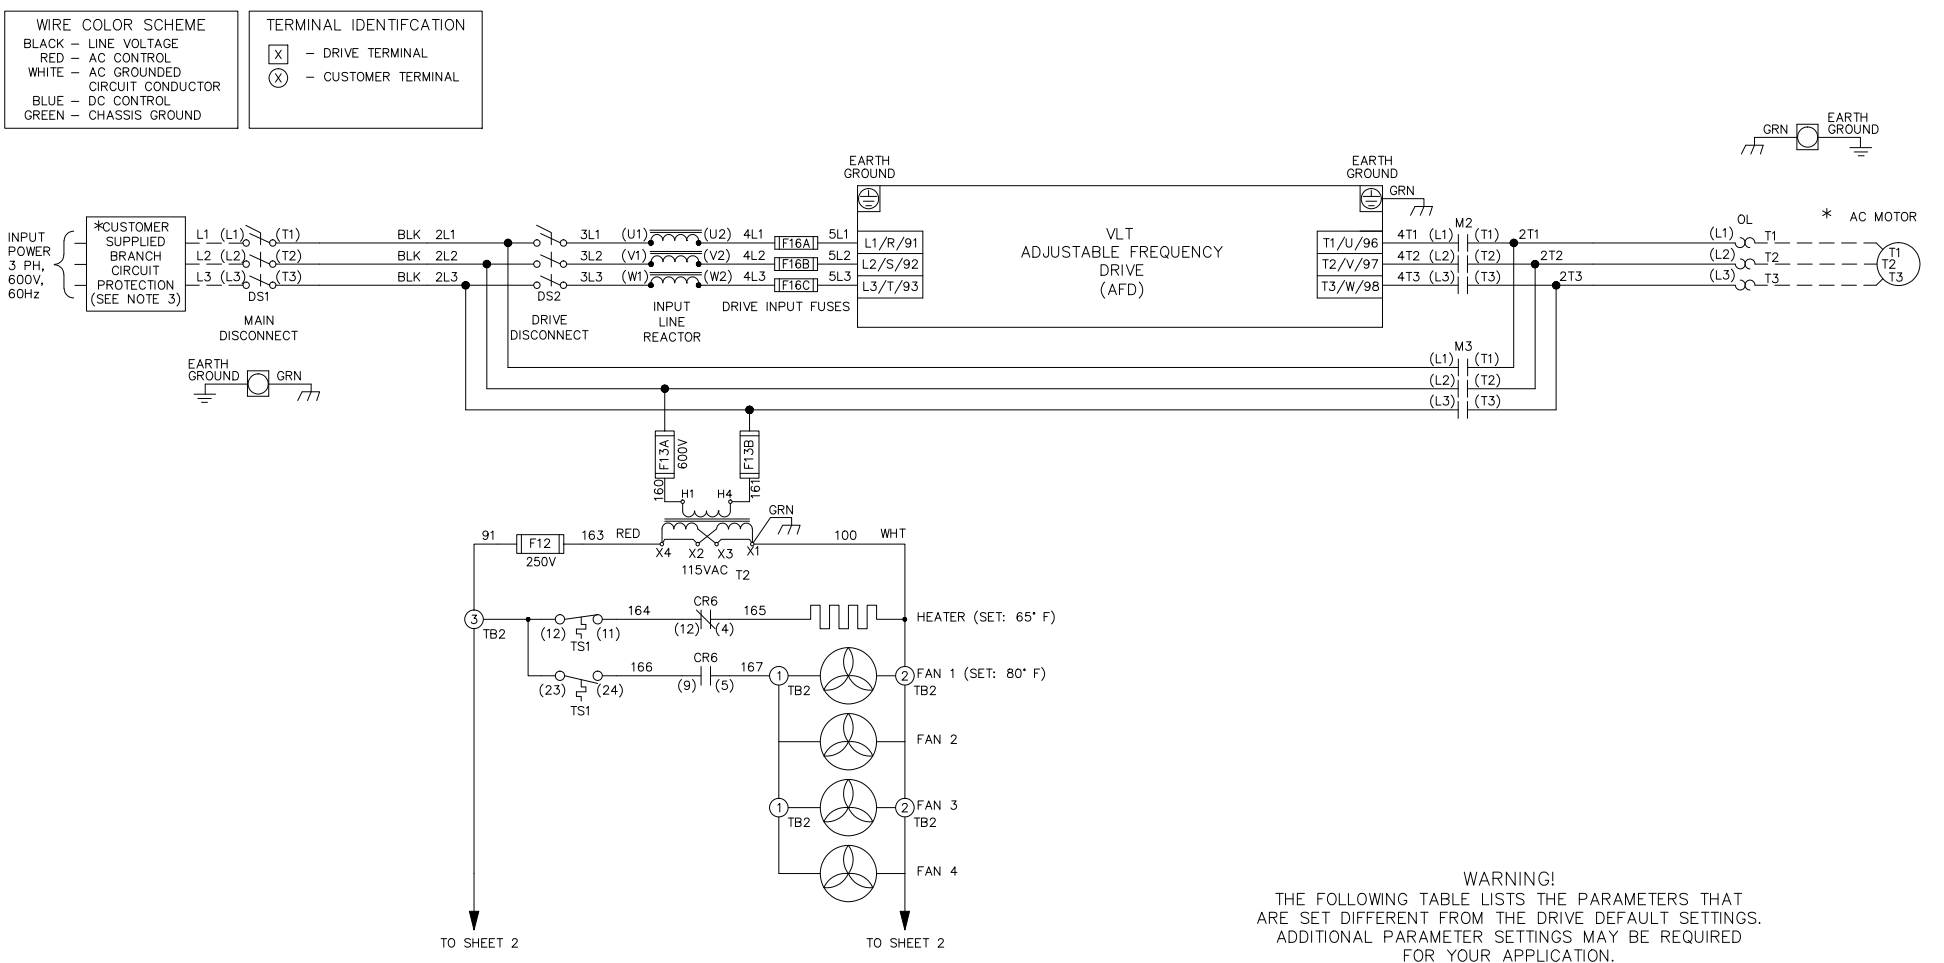 WIRE COLOR SCHEME
BLACK – LINE VOLTAGE
RED – AC CONTROL
WHITE – AC GROUNDED
CIRCUIT CONDUCTOR
BLUE – DC CONTROL
GREEN – CHASSIS GROUND
TERMINAL IDENTIFCATION
X – DRIVE TERMINAL
X – CUSTOMER TERMINAL
GRN
EARTH
GROUND
INPUT
POWER
3 PH,
600V,
60Hz
*CUSTOMER
SUPPLIED
BRANCH
CIRCUIT
PROTECTION
(SEE NOTE 3)
L1 (L1) (T1) BLK 2L1 3L1 (U1) (U2) 4L1 F16A 5L1 L1/R/91
L2 (L2) (T2) BLK 2L2 3L2 (V1) (V2) 4L2 F16B 5L2 L2/S/92
L3 (L3) (T3) BLK 2L3 3L3 (W1) (W2) 4L3 F16C 5L3 L3/T/93
DS1
MAIN
DISCONNECT
DS2
DRIVE
DISCONNECT
INPUT
LINE
REACTOR
DRIVE INPUT FUSES
EARTH
GROUND
VLT
ADJUSTABLE FREQUENCY
DRIVE
(AFD)
EARTH
GROUND
GRN
M2
OL
* AC MOTOR
T1/U/96 4T1 (L1) (T1) 2T1 (L1) T1 T1
T2/V/97 4T2 (L2) (T2) 2T2 (L2) T2 T2
T3/W/98 4T3 (L3) (T3) 2T3 (L3) T3 T3
EARTH
GROUND
GRN
M3
(L1) (T1)
(L2) (T2)
(L3) (T3)
F13A
600V
F13B
160
161
H1 H4
GRN
91 F12 163 RED
250V
X4 X2 X3 X1
100 WHT
115VAC T2
3
TB2
(12) (11)
TS1
164
CR6
(12) (4)
165
HEATER (SET: 65° F)
(23) (24)
TS1
166
CR6
(9) (5)
167
1
TB2
2
TB2
FAN 1 (SET: 80° F)
FAN 2
1
TB2
2
TB2
FAN 3
FAN 4
TO SHEET 2
TO SHEET 2
WARNING!
THE FOLLOWING TABLE LISTS THE PARAMETERS THAT
ARE SET DIFFERENT FROM THE DRIVE DEFAULT SETTINGS.
ADDITIONAL PARAMETER SETTINGS MAY BE REQUIRED
FOR YOUR APPLICATION.